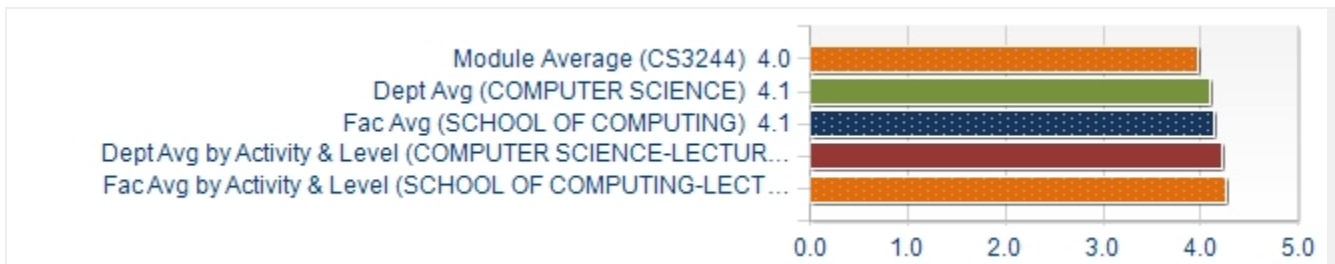 Module Average (CS3244) 4.0
Dept Avg (COMPUTER SCIENCE) 4.1
Fac Avg (SCHOOL OF COMPUTING) 4.1
Dept Avg by Activity & Level (COMPUTER SCIENCE-LECTUR...
Fac Avg by Activity & Level (SCHOOL OF COMPUTING-LECT...
0.0 1.0 2.0 3.0 4.0 5.0